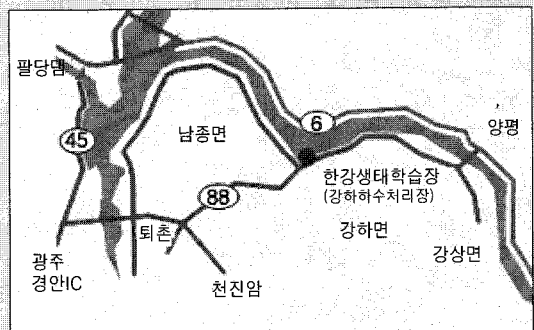 팔당댐
45
남종면
6
양평
88
한강생태학습장
(강하하수처리장)
강하면
강상면
퇴촌
광주
경안IC
천진암